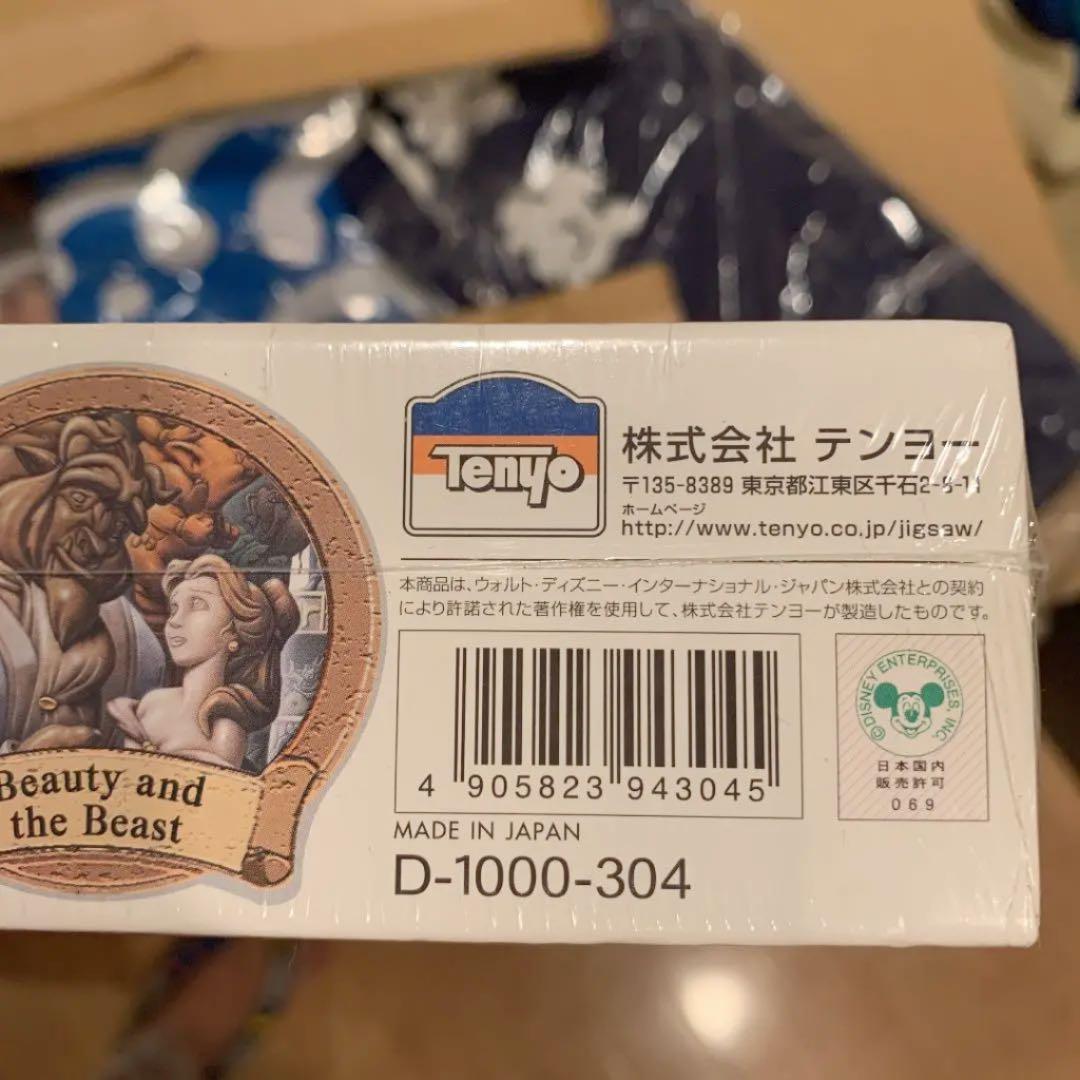 Tenyo
株式会社 テンヨー
〒135-8389 東京都江東区千石2-8-11
ホームページ
http://www.tenyo.co.jp/jigsaw/
本商品は、ウォルト・ディズニー・インターナショナル・ジャパン株式会社との契約
により許諾された著作権を使用して、株式会社テンヨーが製造したものです。
Beauty and
the Beast
4 905823 943045
MADE IN JAPAN
D-1000-304
©DISNEY ENTERPRISES, INC.
日本国内
販売許可
069